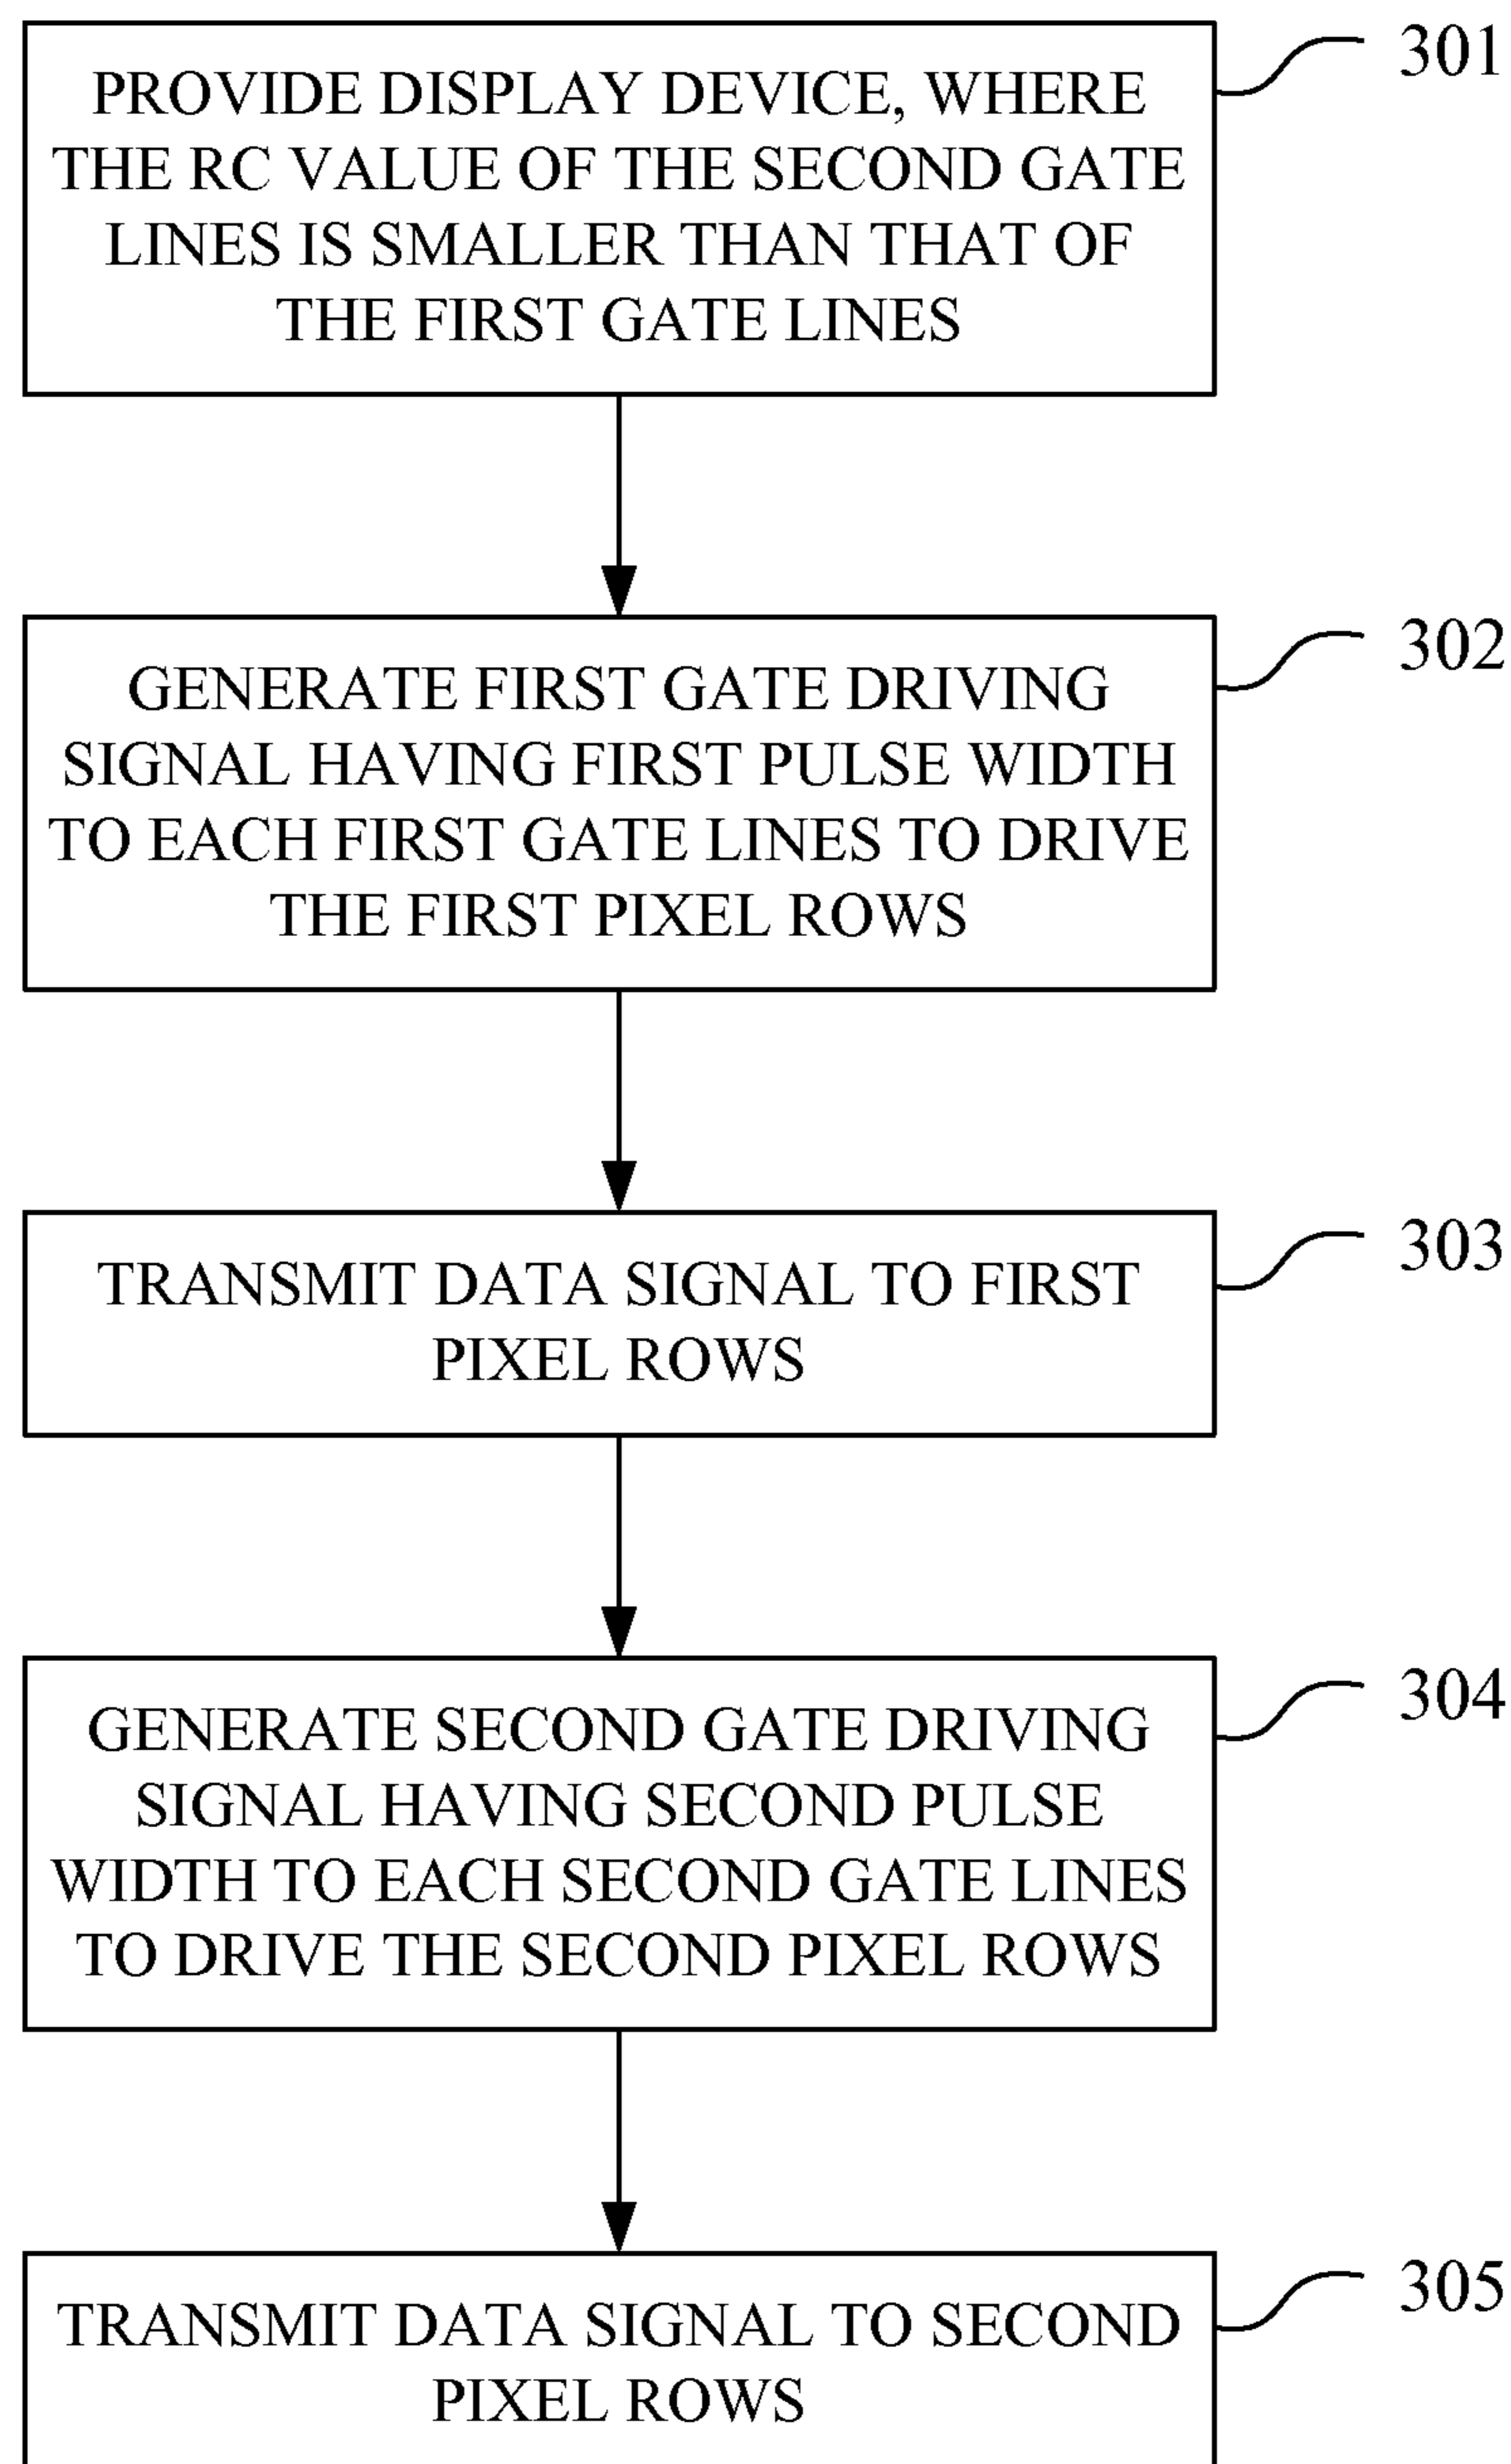 PROVIDE DISPLAY DEVICE, WHERE
THE RC VALUE OF THE SECOND GATE
LINES IS SMALLER THAN THAT OF
THE FIRST GATE LINES
301
GENERATE FIRST GATE DRIVING
SIGNAL HAVING FIRST PULSE WIDTH
TO EACH FIRST GATE LINES TO DRIVE
THE FIRST PIXEL ROWS
302
TRANSMIT DATA SIGNAL TO FIRST
PIXEL ROWS
303
GENERATE SECOND GATE DRIVING
SIGNAL HAVING SECOND PULSE
WIDTH TO EACH SECOND GATE LINES
TO DRIVE THE SECOND PIXEL ROWS
304
TRANSMIT DATA SIGNAL TO SECOND
PIXEL ROWS
305